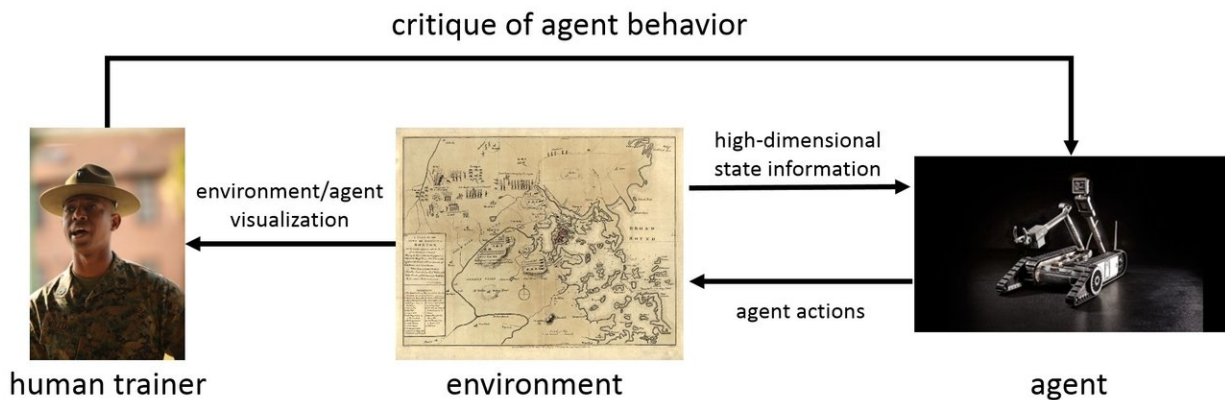 critique of agent behavior
high-dimensional
state information
environment/agent
visualization
agent actions
human trainer
environment
agent